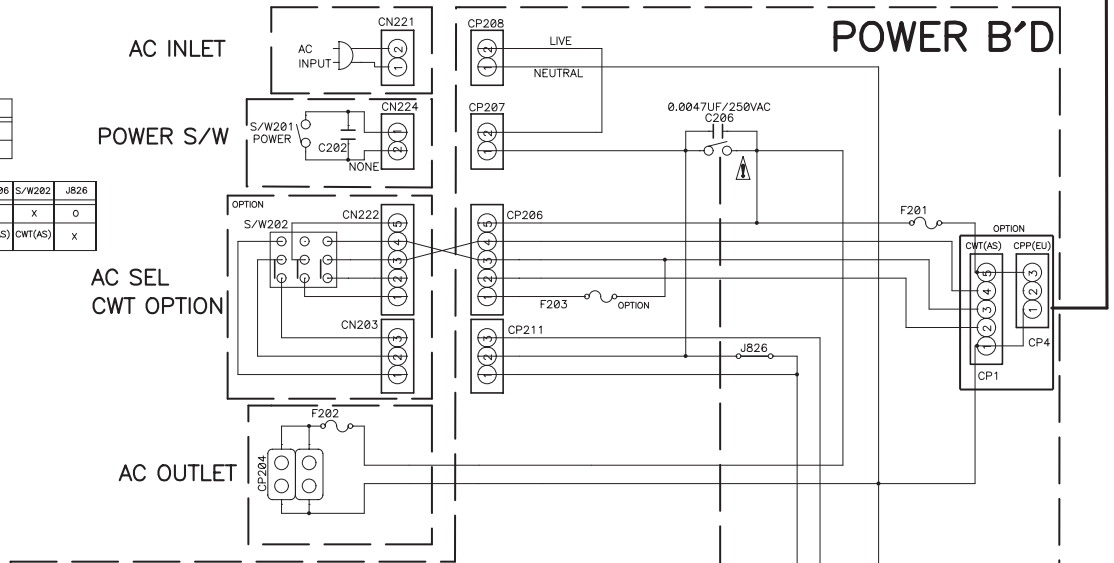 POWER B'D
AC INLET
AC
INPUT
CN221
2
1
CP208
2
1
LIVE
NEUTRAL
POWER S/W
S/W201
POWER
C202
NONE
CN224
1
2
CP207
2
1
0.0047UF/250VAC
C206
06 S/W202 J826
X O
S) CWT(AS) X
AC SEL
CWT OPTION
OPTION
S/W202
CN222
5
4
3
2
1
CN203
3
2
1
CP206
5
4
3
2
1
F203
OPTION
CP211
3
2
1
J826
F201
OPTION
CWT(AS) CPP(EU)
5
4
3
2
1
3
2
1
CP4
CP1
AC OUTLET
F202
CP204